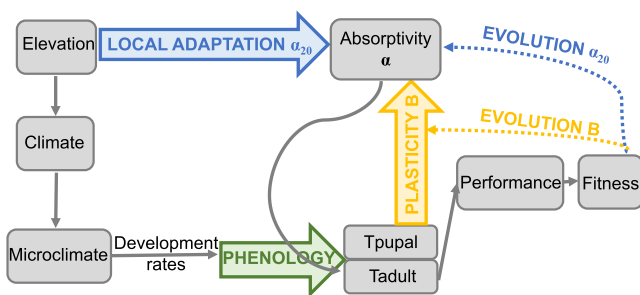 Elevation
LOCAL ADAPTATION α20
Absorptivity
α
EVOLUTION α20
Climate
PLASTICITY B
EVOLUTION B
Performance
Fitness
Microclimate
Development
rates
PHENOLOGY
Tpupal
Tadult